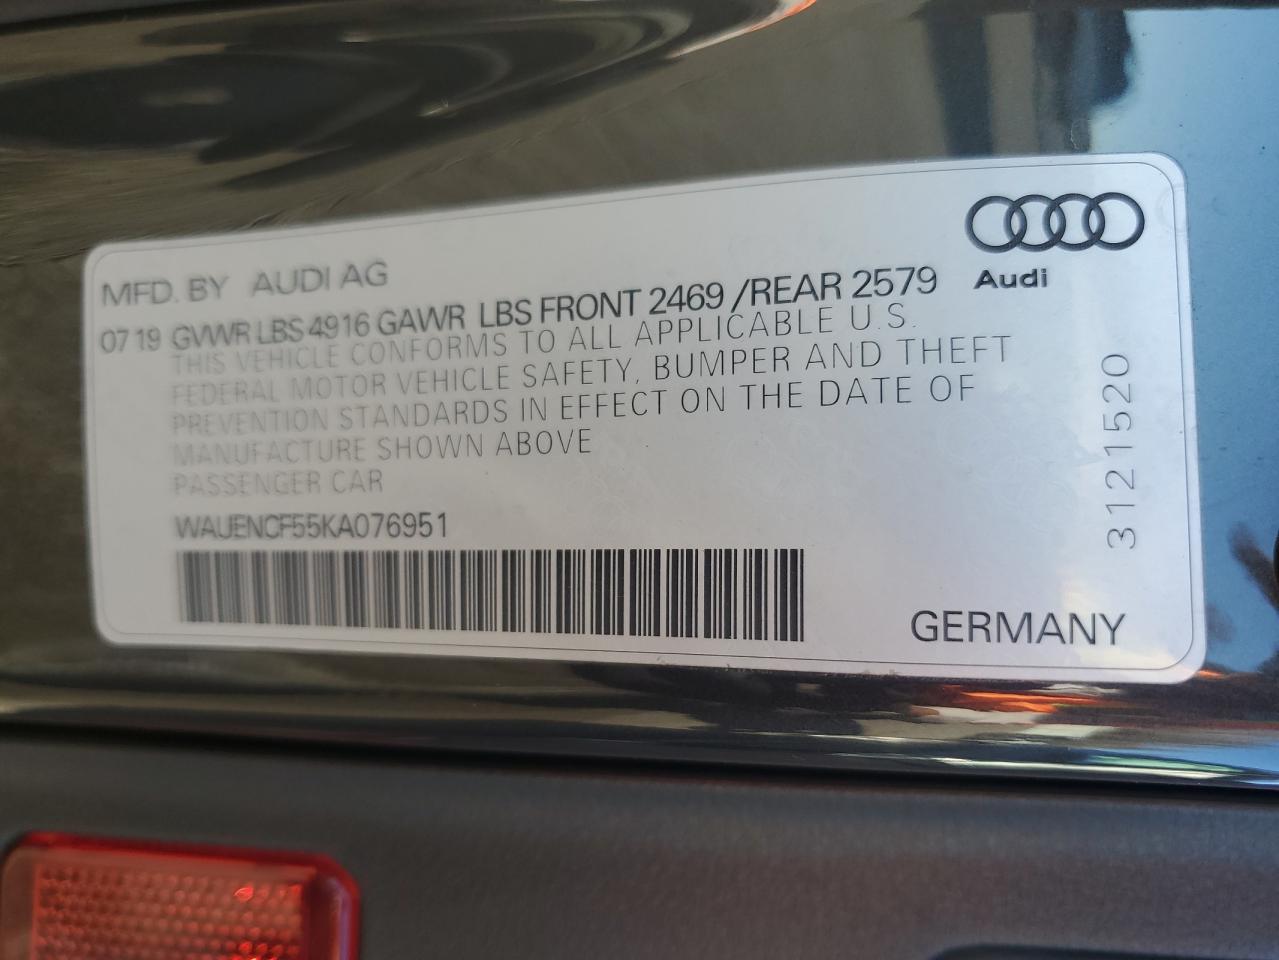 Audi
MFD. BY AUDI AG
07 19 GVWR LBS 4916 GAWR LBS FRONT 2469 /REAR 2579
THIS VEHICLE CONFORMS TO ALL APPLICABLE U.S.
FEDERAL MOTOR VEHICLE SAFETY, BUMPER AND THEFT
PREVENTION STANDARDS IN EFFECT ON THE DATE OF
MANUFACTURE SHOWN ABOVE
PASSENGER CAR
WAUENCF55KA076951
GERMANY
3121520